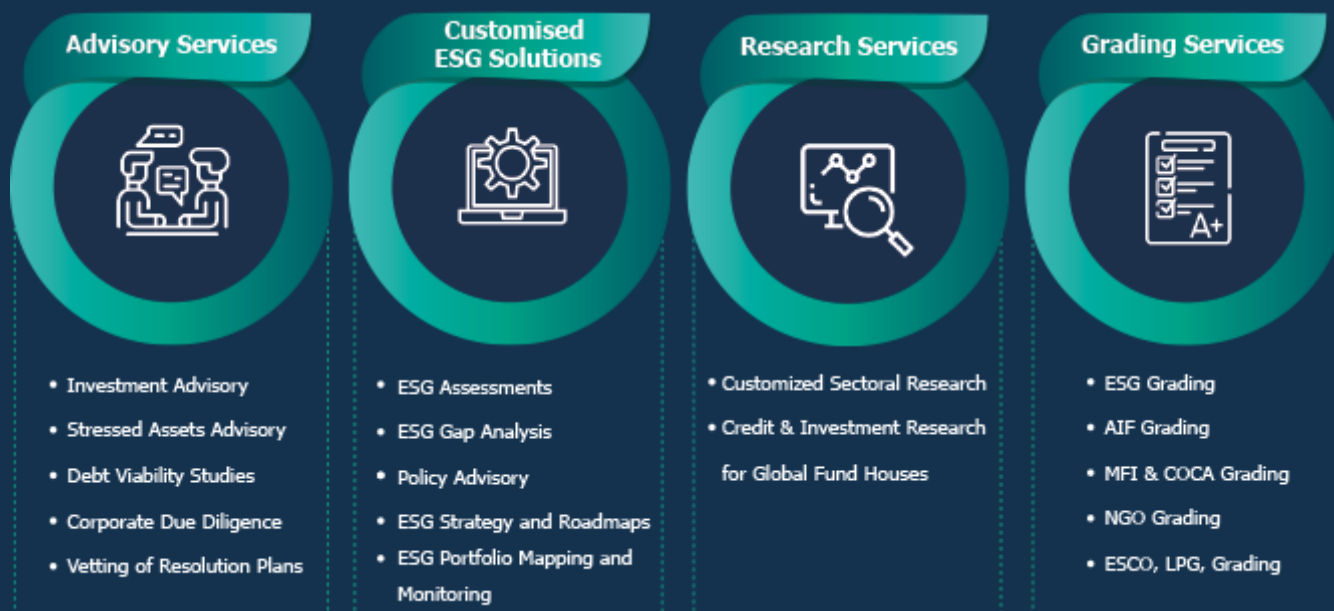 Advisory Services
• Investment Advisory
• Stressed Assets Advisory
• Debt Viability Studies
• Corporate Due Diligence
• Vetting of Resolution Plans
Customised
ESG Solutions
• ESG Assessments
• ESG Gap Analysis
• Policy Advisory
• ESG Strategy and Roadmaps
• ESG Portfolio Mapping and
Monitoring
Research Services
• Customized Sectoral Research
• Credit & Investment Research
for Global Fund Houses
Grading Services
A+
• ESG Grading
• AIF Grading
• MFI & COCA Grading
• NGO Grading
• ESCO, LPG, Grading